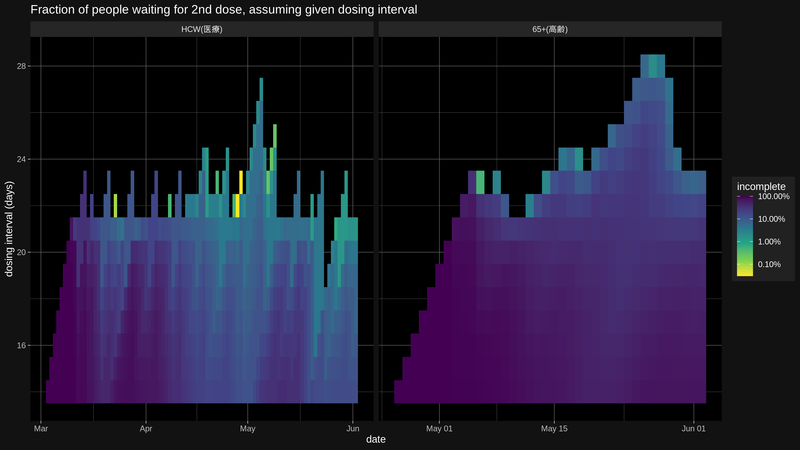 Fraction of people waiting for 2nd dose, assuming given dosing interval
HCW(医療)
65+(高齢)
dosing interval (days)
28
24
20
16
Mar
Apr
May
Jun
May 01
May 15
Jun 01
date
incomplete
100.00%
10.00%
1.00%
0.10%